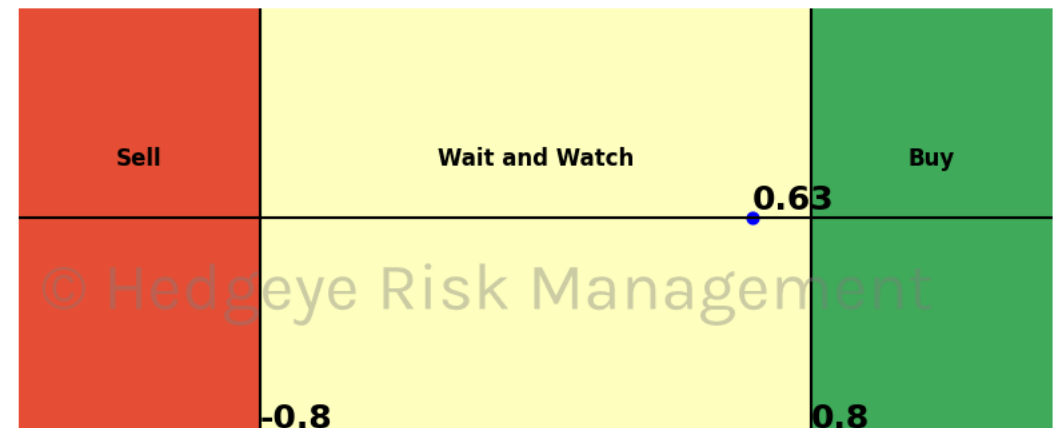 Sell
Wait and Watch
Buy
0.63
© Hedgeye Risk Management
-0.8
0.8